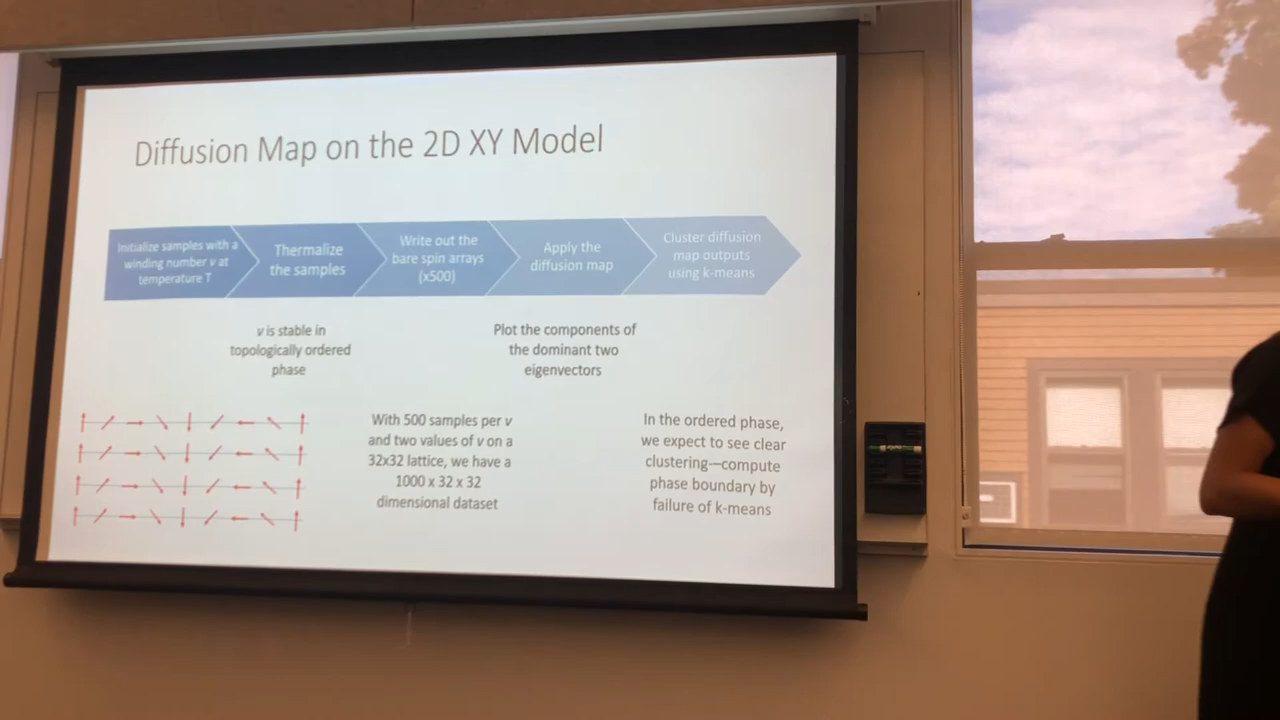 Diffusion Map on the 2D XY Model
Initialize samples with a
winding number v at
temperature T
Thermalize
the samples
Write out the
bare spin arrays
(x500)
Apply the
diffusion map
Cluster diffusion
map outputs
using k-means
v is stable in
topologically ordered
phase
Plot the components of
the dominant two
eigenvectors
With 500 samples per v
and two values of v on a
32x32 lattice, we have a
1000 x 32 x 32
dimensional dataset
In the ordered phase,
we expect to see clear
clustering—compute
phase boundary by
failure of k-means